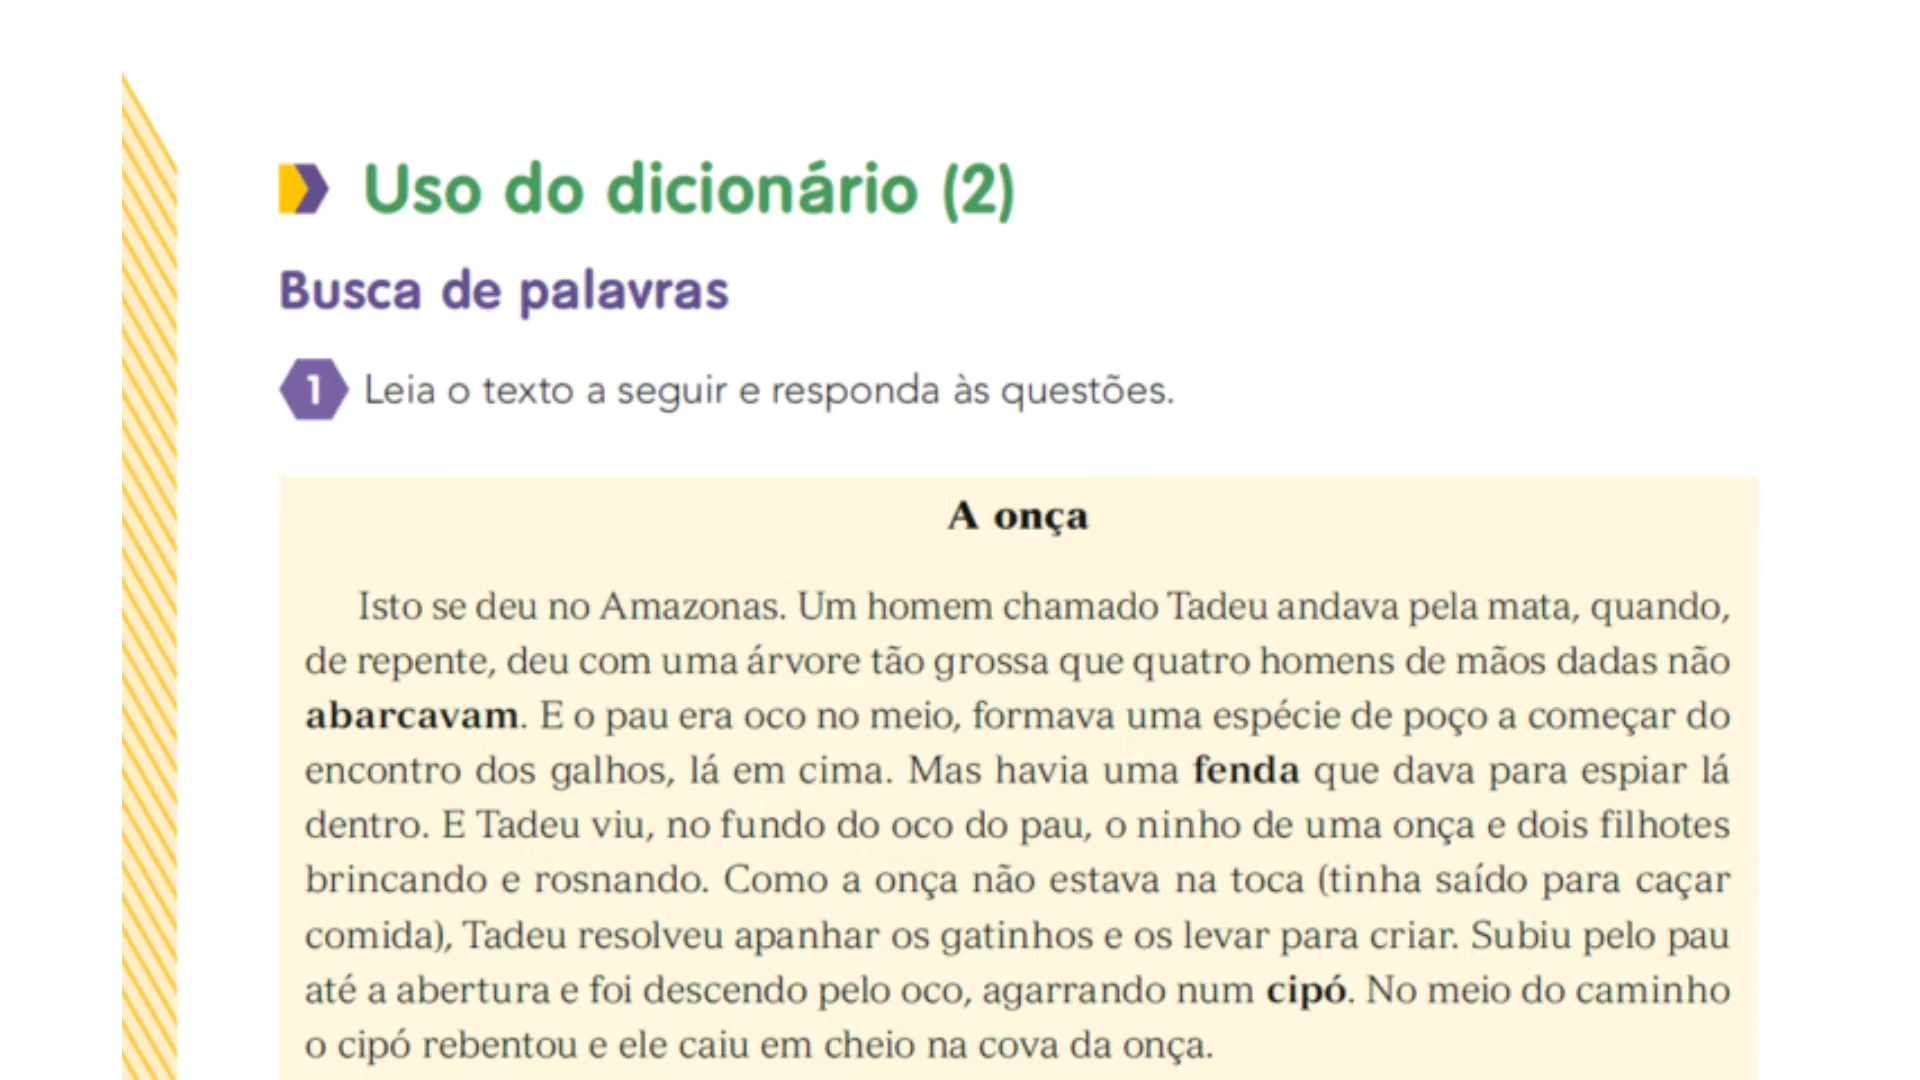 Uso do dicionário (2)
Busca de palavras
1 Leia o texto a seguir e responda às questões.
A onça
Isto se deu no Amazonas. Um homem chamado Tadeu andava pela mata, quando,
de repente, deu com uma árvore tão grossa que quatro homens de mãos dadas não
abarcavam. E o pau era oco no meio, formava uma espécie de poço a começar do
encontro dos galhos, lá em cima. Mas havia uma fenda que dava para espiar lá
dentro. E Tadeu viu, no fundo do oco do pau, o ninho de uma onça e dois filhotes
brincando e rosnando. Como a onça não estava na toca (tinha saído para caçar
comida), Tadeu resolveu apanhar os gatinhos e os levar para criar. Subiu pelo pau
até a abertura e foi descendo pelo oco, agarrando num cipó. No meio do caminho
o cipó rebentou e ele caiu em cheio na cova da onça.